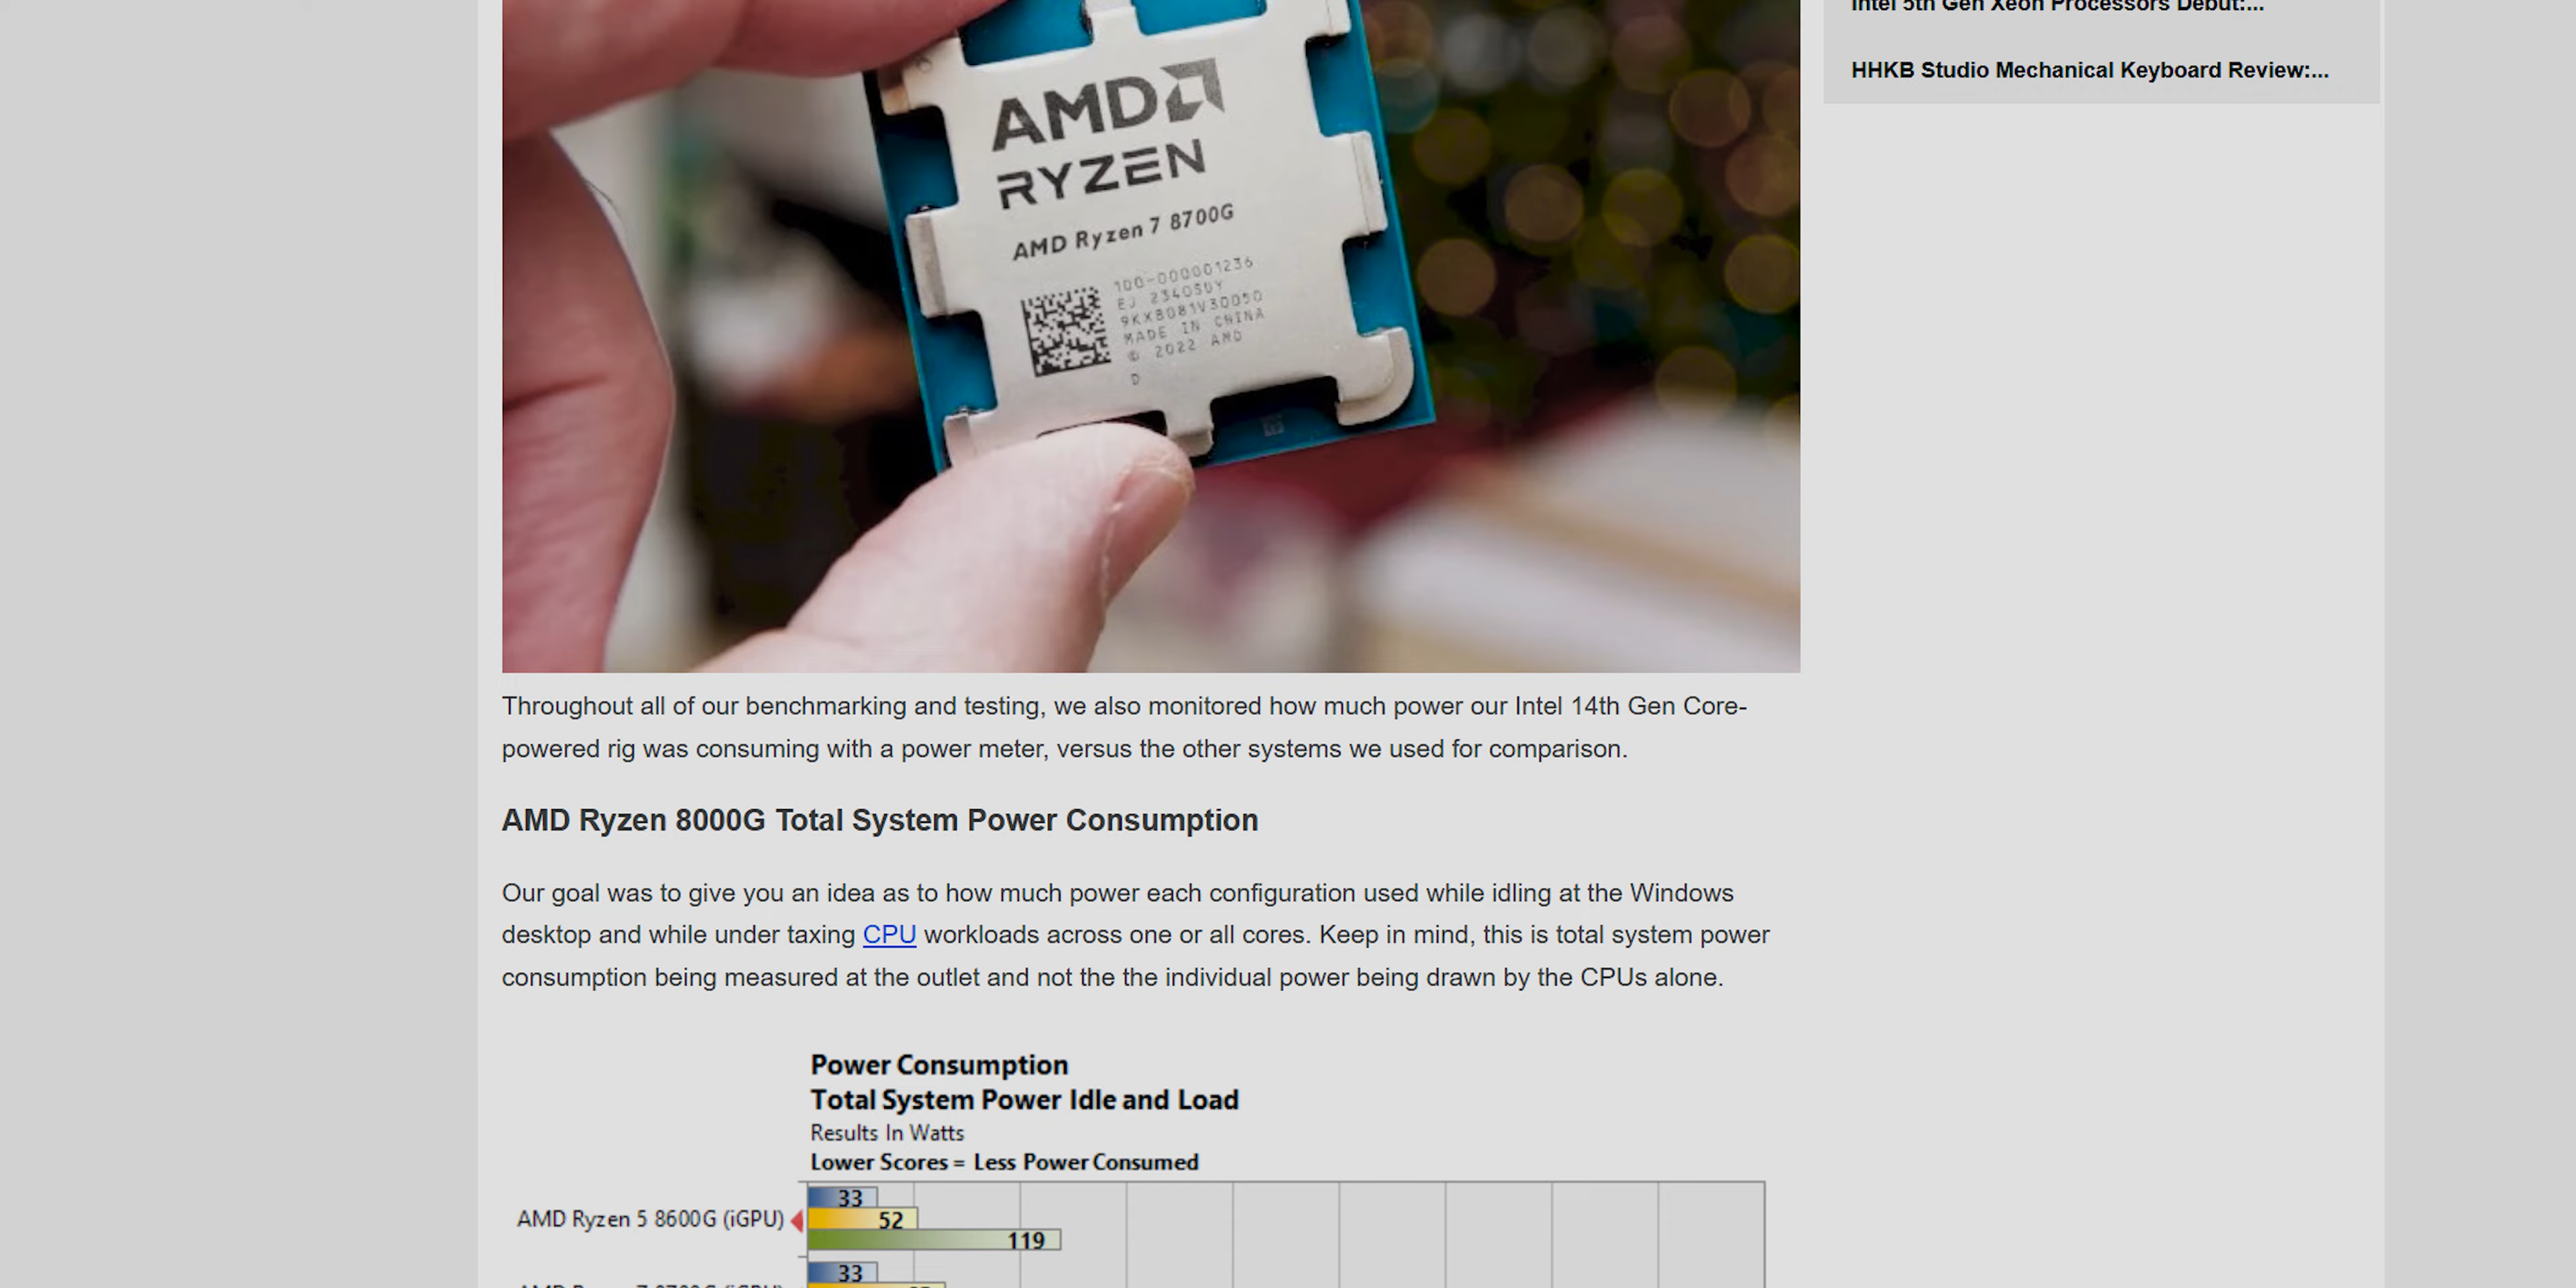 Intel 5th Gen Xeon Processors Debut:...
HHKB Studio Mechanical Keyboard Review:...
AMD
RYZEN
AMD Ryzen 7 8700G
100-000001236
EJ 2340SUY
9KX8081V30050
MADE IN CHINA
© 2022 AMD
D
Throughout all of our benchmarking and testing, we also monitored how much power our Intel 14th Gen Core-
powered rig was consuming with a power meter, versus the other systems we used for comparison.
AMD Ryzen 8000G Total System Power Consumption
Our goal was to give you an idea as to how much power each configuration used while idling at the Windows
desktop and while under taxing CPU workloads across one or all cores. Keep in mind, this is total system power
consumption being measured at the outlet and not the the individual power being drawn by the CPUs alone.
Power Consumption
Total System Power Idle and Load
Results In Watts
Lower Scores = Less Power Consumed
33
AMD Ryzen 5 8600G (iGPU)
52
119
33